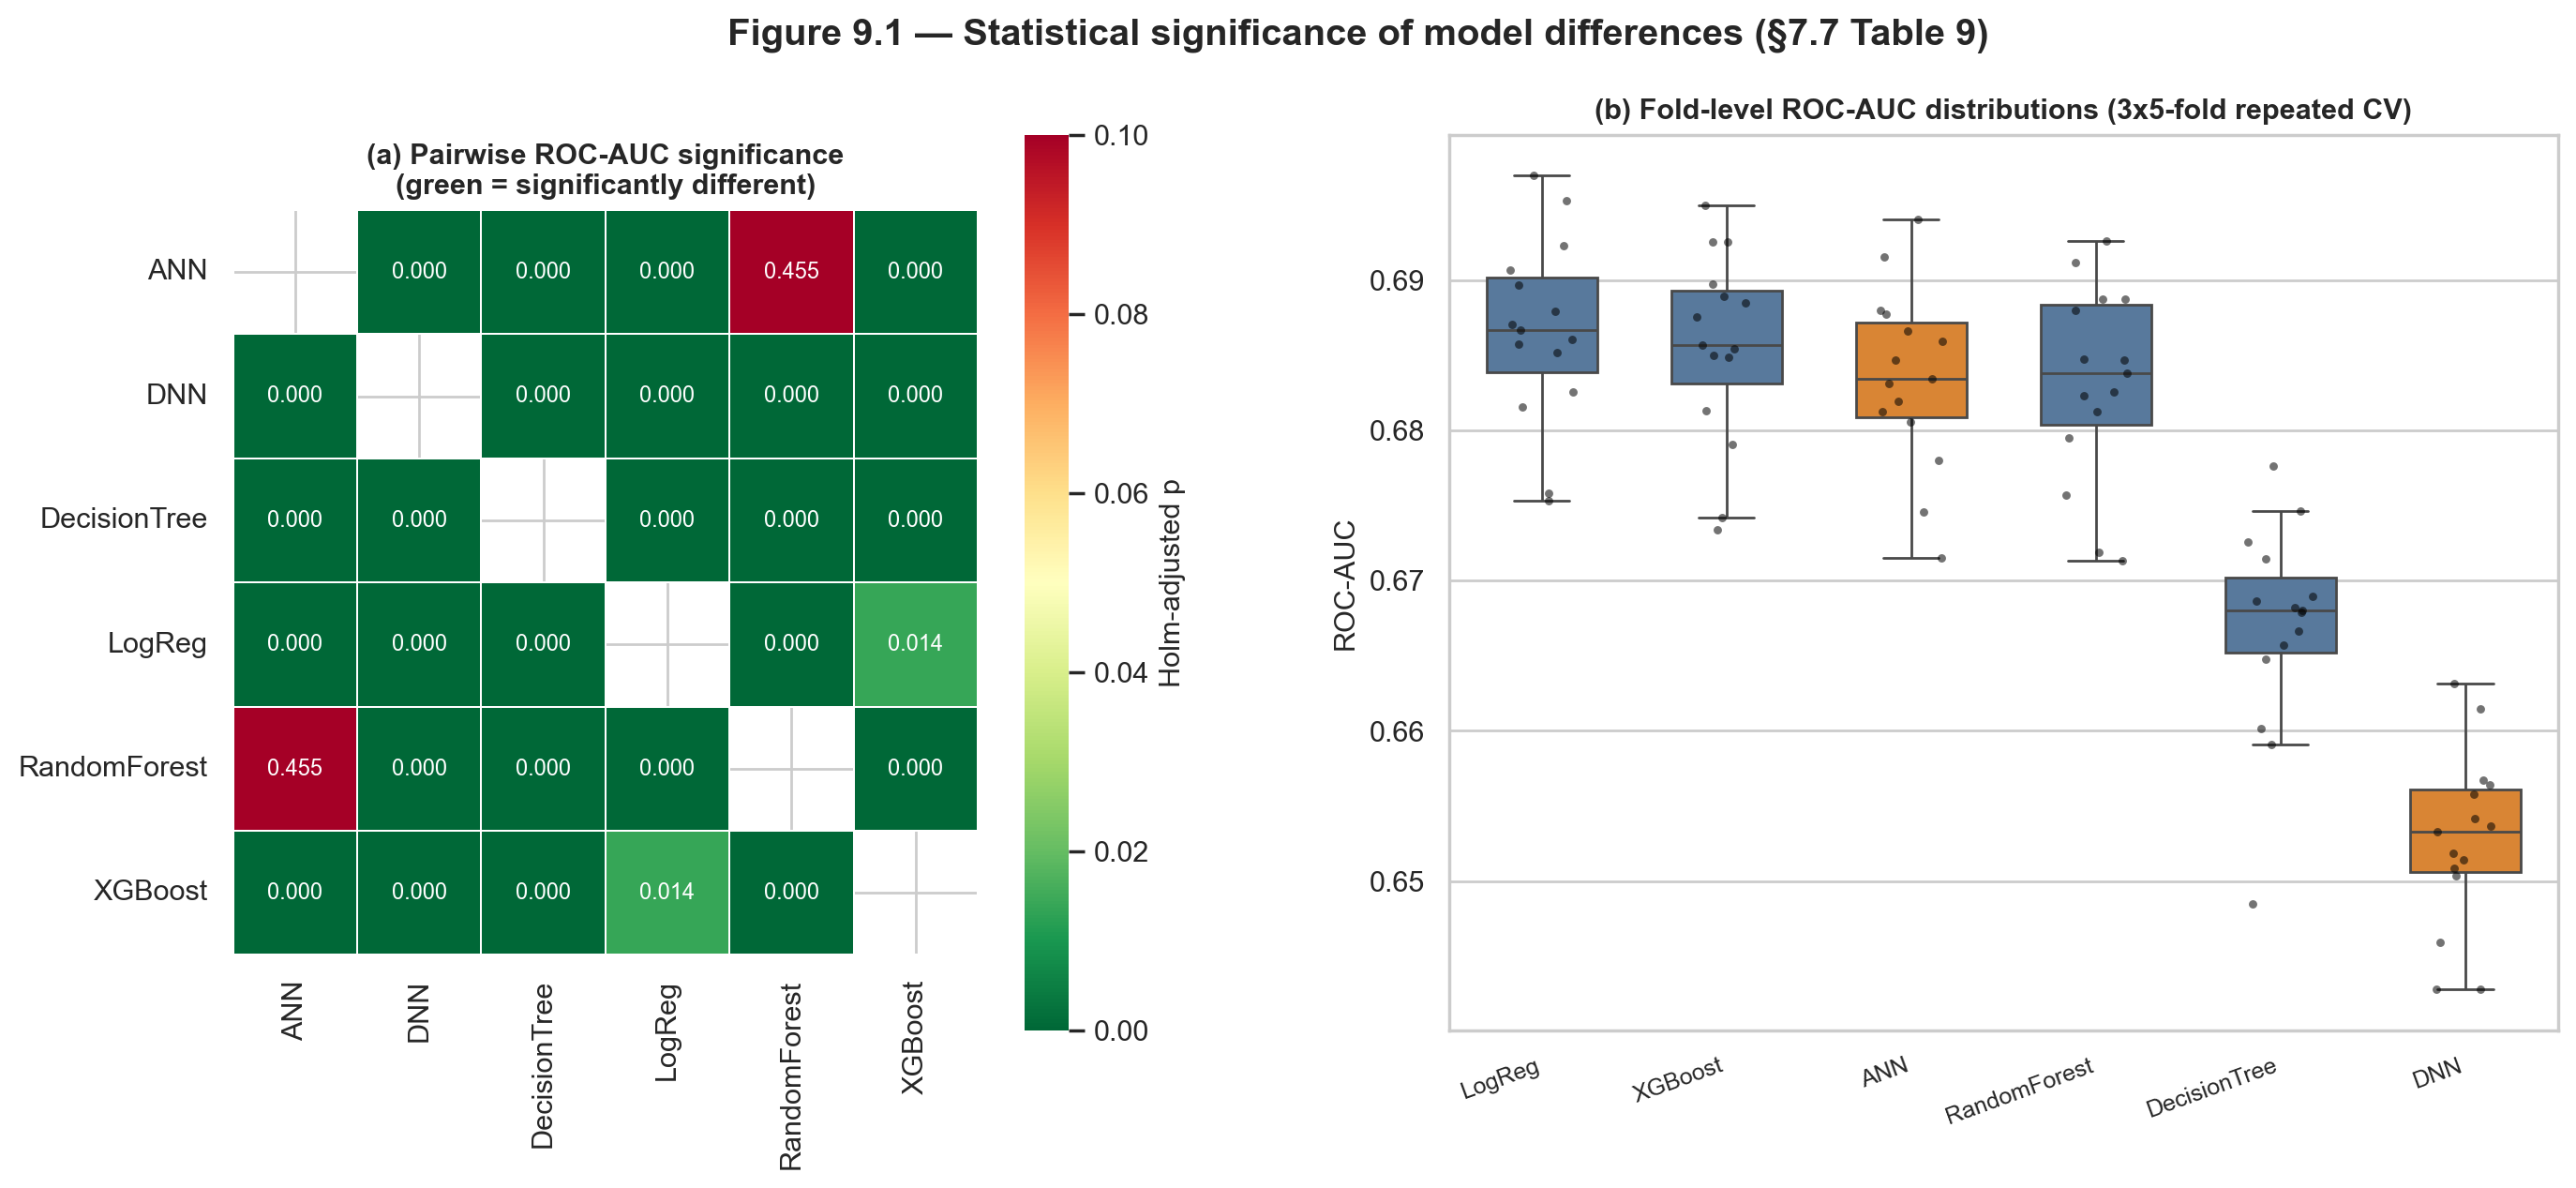 Figure 9.1 — Statistical significance of model differences (§7.7 Table 9)
(a) Pairwise ROC-AUC significance
(green = significantly different)
ANN 0.000 0.000 0.000 0.455 0.000
DNN 0.000 0.000 0.000 0.000 0.000
DecisionTree 0.000 0.000 0.000 0.000 0.000
LogReg 0.000 0.000 0.000 0.000 0.014
RandomForest 0.455 0.000 0.000 0.000 0.000
XGBoost 0.000 0.000 0.000 0.014 0.000
ANN DNN DecisionTree LogReg RandomForest XGBoost
0.10
0.08
0.06
0.04
0.02
0.00
Holm-adjusted p
(b) Fold-level ROC-AUC distributions (3x5-fold repeated CV)
ROC-AUC
0.69
0.68
0.67
0.66
0.65
LogReg XGBoost ANN RandomForest DecisionTree DNN